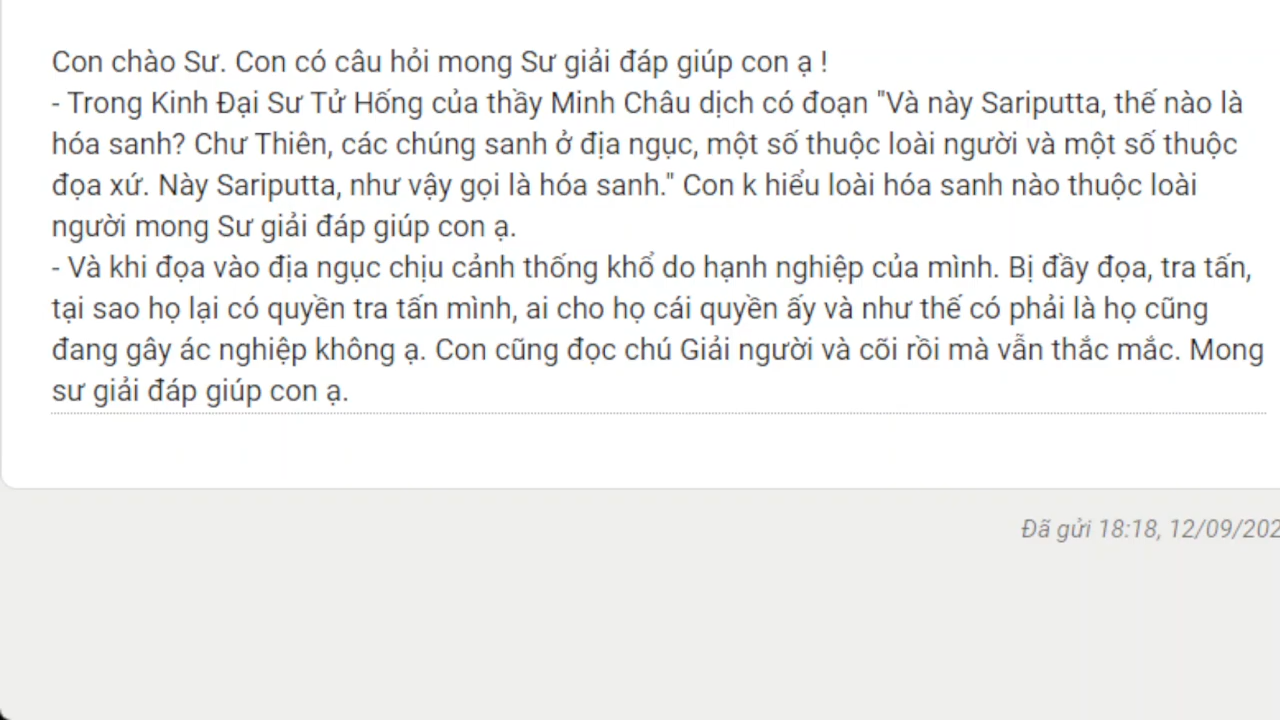 Con chào Sư. Con có câu hỏi mong Sư giải đáp giúp con ạ !
- Trong Kinh Đại Sư Tử Hống của thầy Minh Châu dịch có đoạn "Và này Sariputta, thế nào là
hóa sanh? Chư Thiên, các chúng sanh ở địa ngục, một số thuộc loài người và một số thuộc
đọa xứ. Này Sariputta, như vậy gọi là hóa sanh." Con k hiểu loài hóa sanh nào thuộc loài
người mong Sư giải đáp giúp con ạ.
- Và khi đọa vào địa ngục chịu cảnh thống khổ do hạnh nghiệp của mình. Bị đầy đọa, tra tấn,
tại sao họ lại có quyền tra tấn mình, ai cho họ cái quyền ấy và như thế có phải là họ cũng
đang gây ác nghiệp không ạ. Con cũng đọc chú Giải người và cõi rồi mà vẫn thắc mắc. Mong
sư giải đáp giúp con ạ.
Đã gửi 18:18, 12/09/202